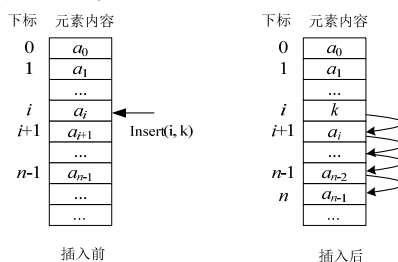 下标 元素内容 下标 元素内容
0 a0 0 a0
1 a1 1 a1
... ...
i ai Insert(i, k) i k
i+1 ai+1 i+1 ai
... ...
n-1 an-1 n-1 an-2
... n an-1
... ...
插入前 插入后